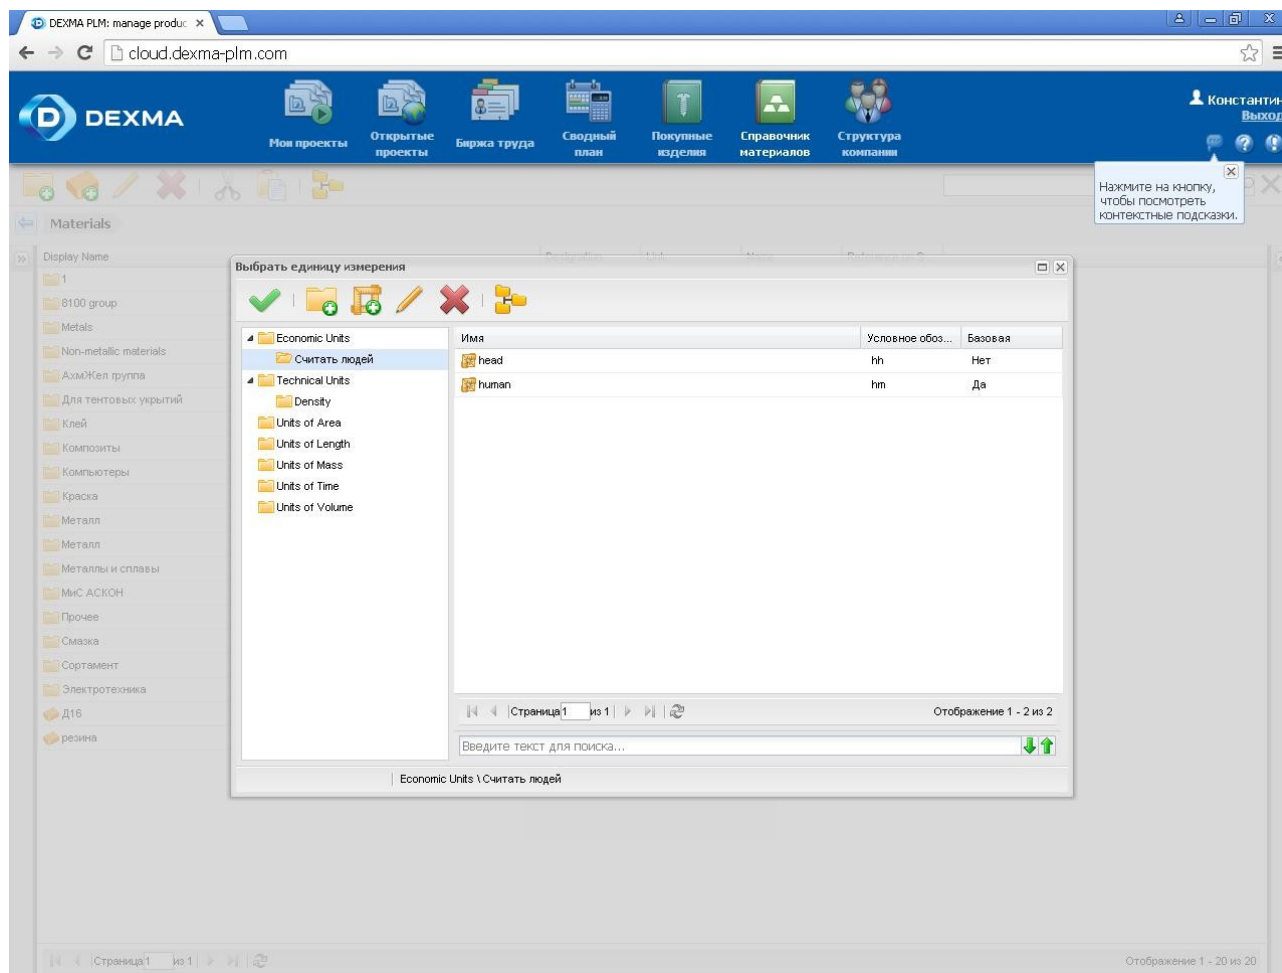 DEXMA PLM: manage produc
cloud.dexma-plm.com
DEXMA
Мои проекты
Открытые
проекты
Биржа труда
Сводный
план
Покупные
изделия
Справочник
материалов
Структура
компании
Константин
Выход
Нажмите на кнопку,
чтобы посмотреть
контекстные подсказки.
Materials
Display Name
1
8100 group
Metals
Non-metallic materials
АхмЖел группа
Для тентовых укрытий
Клей
Композиты
Компьютеры
Краска
Металл
Металл
Металлы и сплавы
МиС АСКОН
Прочее
Смазка
Сортамент
Электротехника
Д16
резина
Выбрать единицу измерения
Economic Units
Считать людей
Technical Units
Density
Units of Area
Units of Length
Units of Mass
Units of Time
Units of Volume
Имя Условное обоз... Базовая
head hh Нет
human hm Да
Страница 1 из 1 Отображение 1 - 2 из 2
Введите текст для поиска...
Economic Units \ Считать людей
Страница 1 из 1 Отображение 1 - 20 из 20